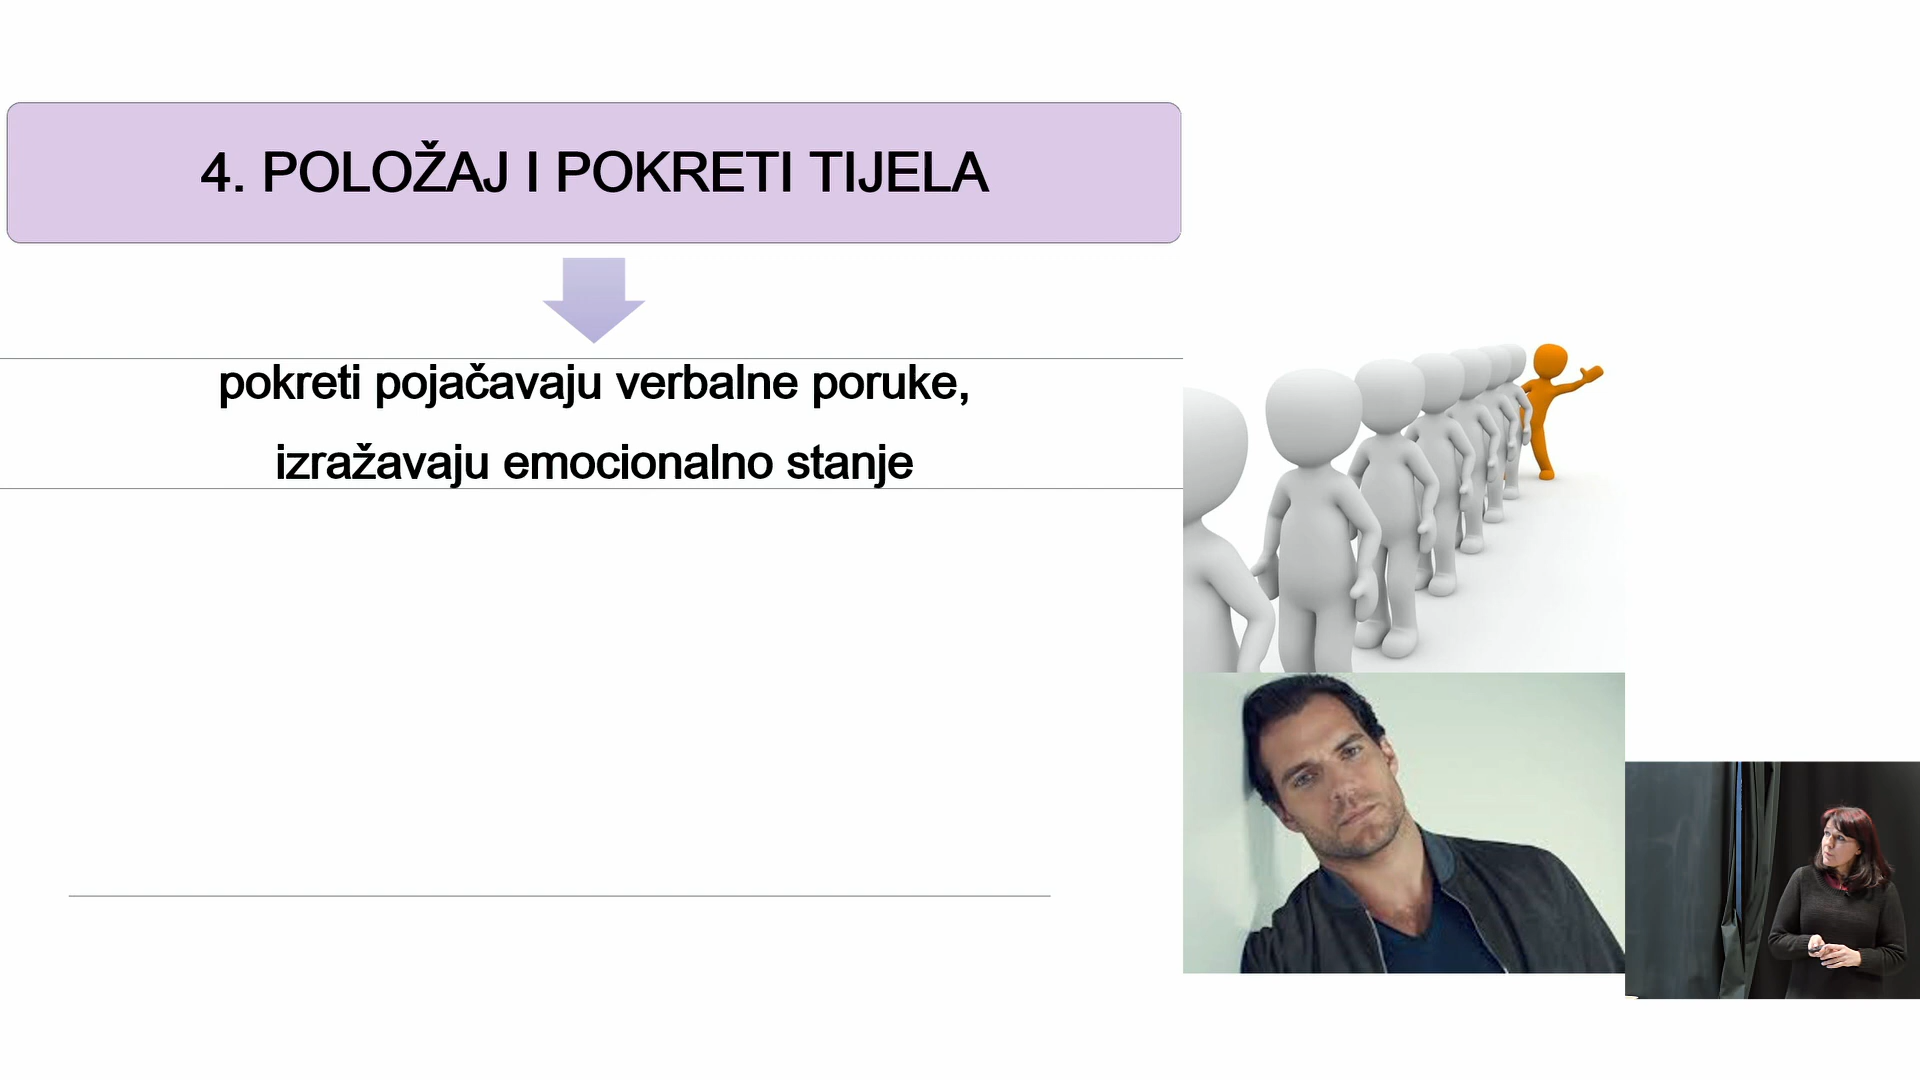 4. POLOŽAJ I POKRETI TIJELA
pokreti pojačavaju verbalne poruke,
izražavaju emocionalno stanje